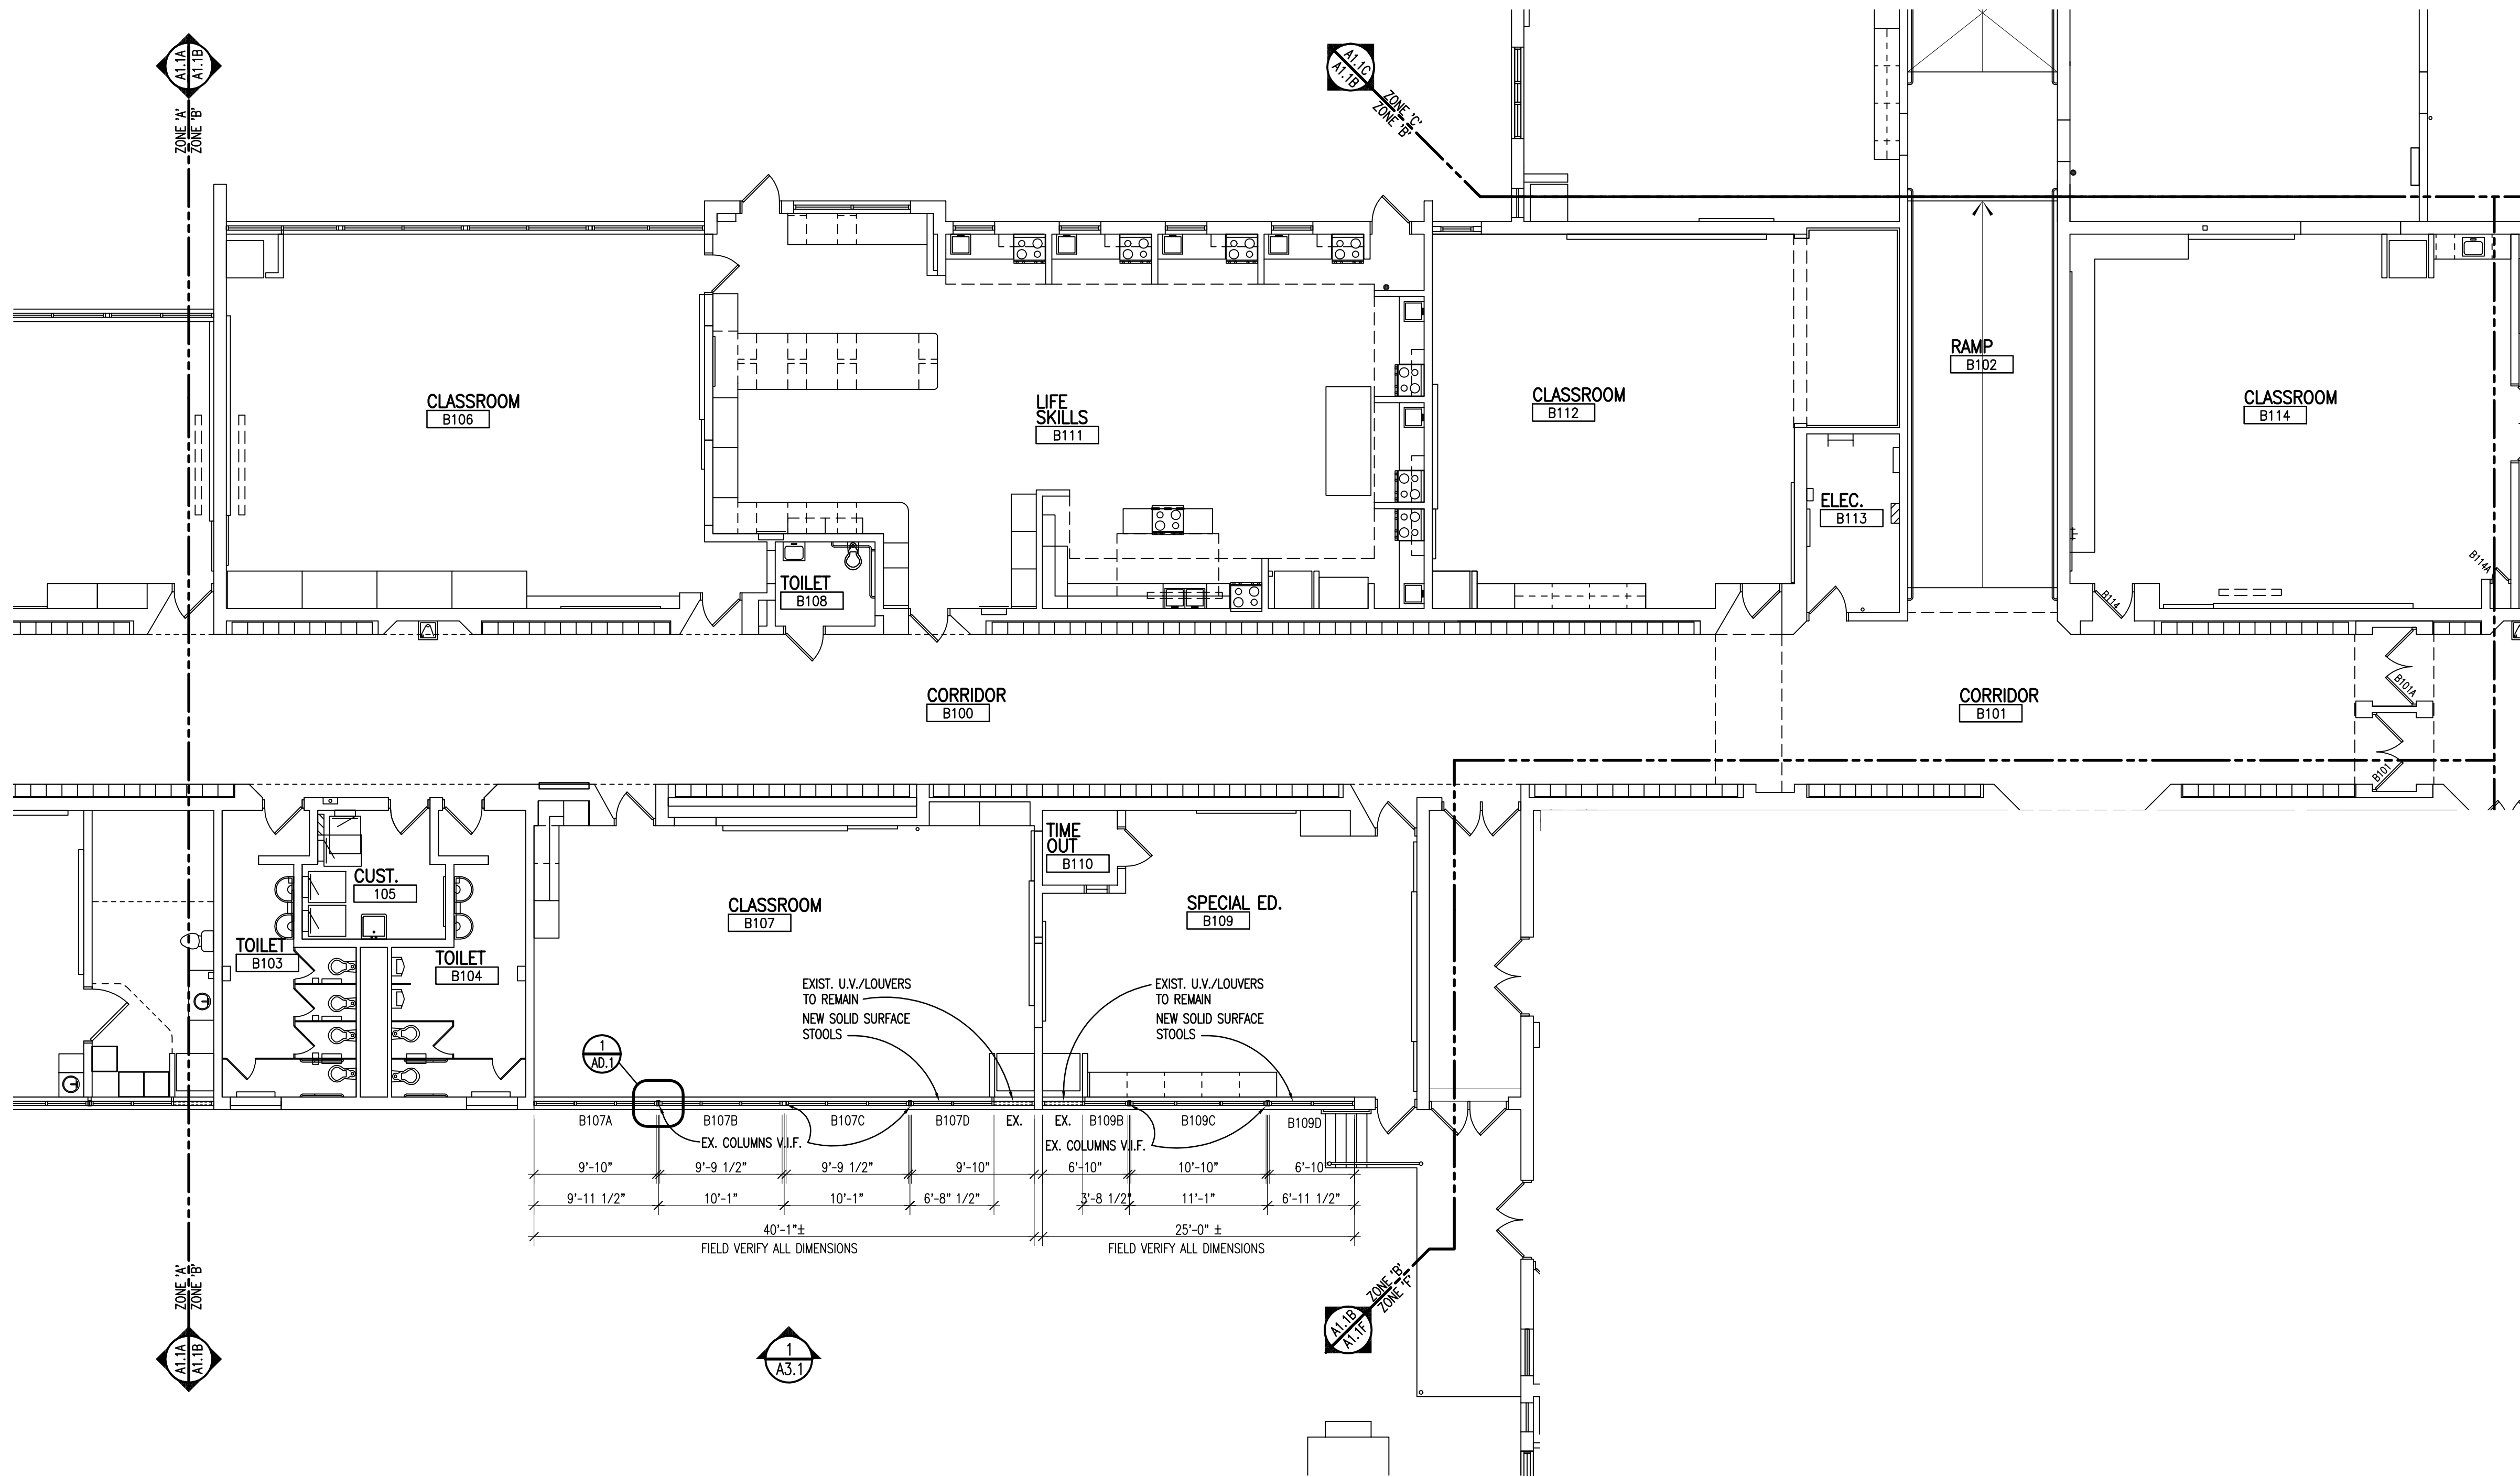 A1.1A
A1.1B
ZONE 'A'
ZONE 'B'
A1.1C
A1.1B
ZONE 'C'
ZONE 'B'
CLASSROOM
B106
LIFE
SKILLS
B111
CLASSROOM
B112
RAMP
B102
CLASSROOM
B114
ELEC.
B113
TOILET
B108
B114
B114A
CORRIDOR
B100
CORRIDOR
B101
B101A
B101
CUST.
105
TOILET
B103
TOILET
B104
CLASSROOM
B107
TIME
OUT
B110
SPECIAL ED.
B109
EXIST. U.V./LOUVERS
TO REMAIN
NEW SOLID SURFACE
STOOLS
EXIST. U.V./LOUVERS
TO REMAIN
NEW SOLID SURFACE
STOOLS
1
AD.1
B107A B107B B107C B107D EX. EX. B109B B109C B109D
EX. COLUMNS V.I.F. EX. COLUMNS V.I.F.
9'-10" 9'-9 1/2" 9'-9 1/2" 9'-10" 6'-10" 10'-10" 6'-10
9'-11 1/2" 10'-1" 10'-1" 6'-8" 1/2" 3'-8 1/2" 11'-1" 6'-11 1/2"
40'-1"± 25'-0" ±
FIELD VERIFY ALL DIMENSIONS FIELD VERIFY ALL DIMENSIONS
ZONE 'A'
ZONE 'B'
A1.1A
A1.1B
1
A3.1
ZONE 'B'
ZONE 'F'
A1.1B
A1.1F